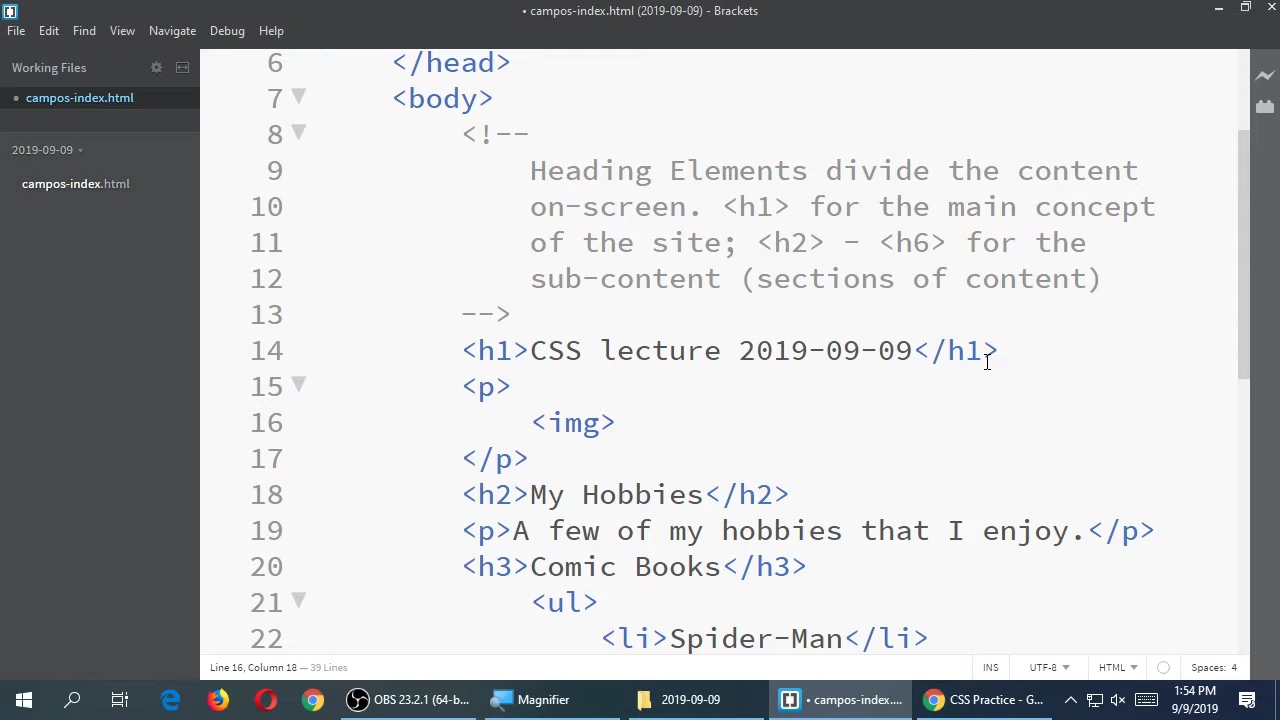 • campos-index.html (2019-09-09) - Brackets
File Edit Find View Navigate Debug Help
Working Files
• campos-index.html
2019-09-09
campos-index.html
6 </head>
7 <body>
8 <!--
9 Heading Elements divide the content
10 on-screen. <h1> for the main concept
11 of the site; <h2> - <h6> for the
12 sub-content (sections of content)
13 -->
14 <h1>CSS lecture 2019-09-09</h1>
15 <p>
16 <img>
17 </p>
18 <h2>My Hobbies</h2>
19 <p>A few of my hobbies that I enjoy.</p>
20 <h3>Comic Books</h3>
21 <ul>
22 <li>Spider-Man</li>
Line 16, Column 18 — 39 Lines INS UTF-8 HTML Spaces: 4
OBS 23.2.1 (64-b... Magnifier 2019-09-09 • campos-index.... CSS Practice - G... 1:54 PM
9/9/2019